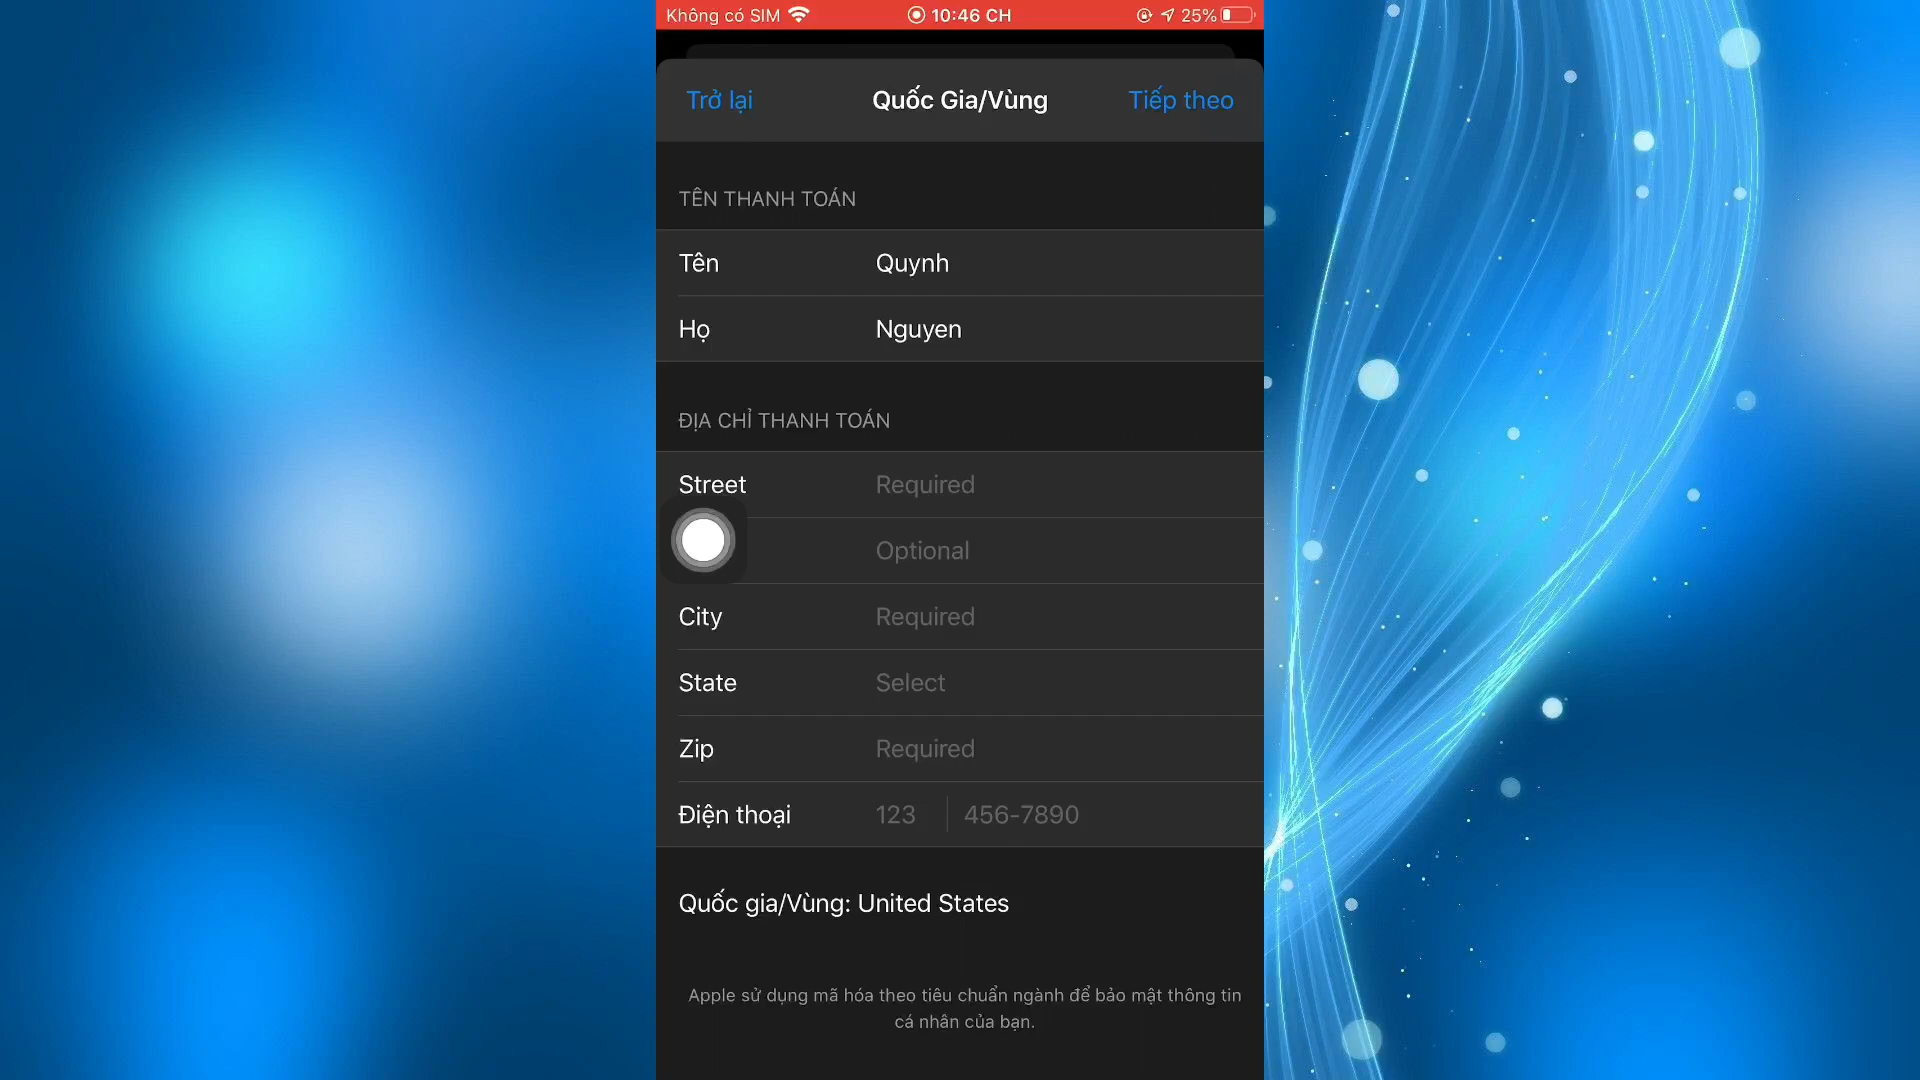 Không có SIM 10:46 CH 25%
Trở lại Quốc Gia/Vùng Tiếp theo
TÊN THANH TOÁN
Tên Quynh
Họ Nguyen
ĐỊA CHỈ THANH TOÁN
Street Required
Optional
City Required
State Select
Zip Required
Điện thoại 123 456-7890
Quốc gia/Vùng: United States
Apple sử dụng mã hóa theo tiêu chuẩn ngành để bảo mật thông tin
cá nhân của bạn.